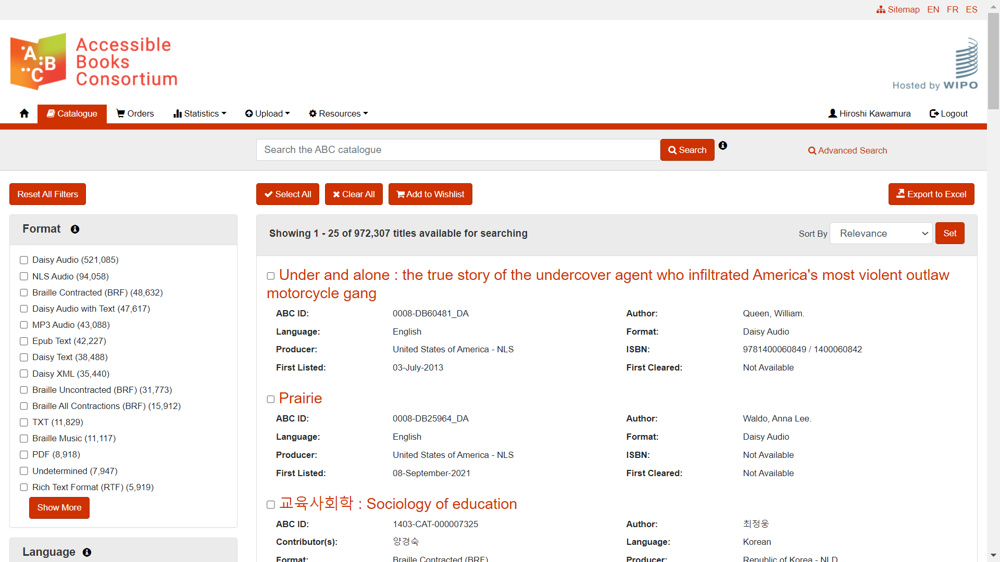 Sitemap EN FR ES
A B C
Accessible
Books
Consortium
Hosted by WIPO
Catalogue Orders Statistics Upload Resources Hiroshi Kawamura Logout
Search the ABC catalogue Search Advanced Search
Reset All Filters Select All Clear All Add to Wishlist Export to Excel
Format
Daisy Audio (521,085)
NLS Audio (94,058)
Braille Contracted (BRF) (48,632)
Daisy Audio with Text (47,617)
MP3 Audio (43,088)
Epub Text (42,227)
Daisy Text (38,488)
Daisy XML (35,440)
Braille Uncontracted (BRF) (31,773)
Braille All Contractions (BRF) (15,912)
TXT (11,829)
Braille Music (11,117)
PDF (8,918)
Undetermined (7,947)
Rich Text Format (RTF) (5,919)
Show More
Language
Showing 1 - 25 of 972,307 titles available for searching Sort By Relevance Set
Under and alone : the true story of the undercover agent who infiltrated America's most violent outlaw
motorcycle gang
ABC ID: 0008-DB60481_DA Author: Queen, William.
Language: English Format: Daisy Audio
Producer: United States of America - NLS ISBN: 9781400060849 / 1400060842
First Listed: 03-July-2013 First Cleared: Not Available
Prairie
ABC ID: 0008-DB25964_DA Author: Waldo, Anna Lee.
Language: English Format: Daisy Audio
Producer: United States of America - NLS ISBN: Not Available
First Listed: 08-September-2021 First Cleared: Not Available
교육사회학 : Sociology of education
ABC ID: 1403-CAT-000007325 Author: 최정웅
Contributor(s): 양경숙 Language: Korean
Format: Braille Contracted (BRF) Producer: Republic of Korea - NLD